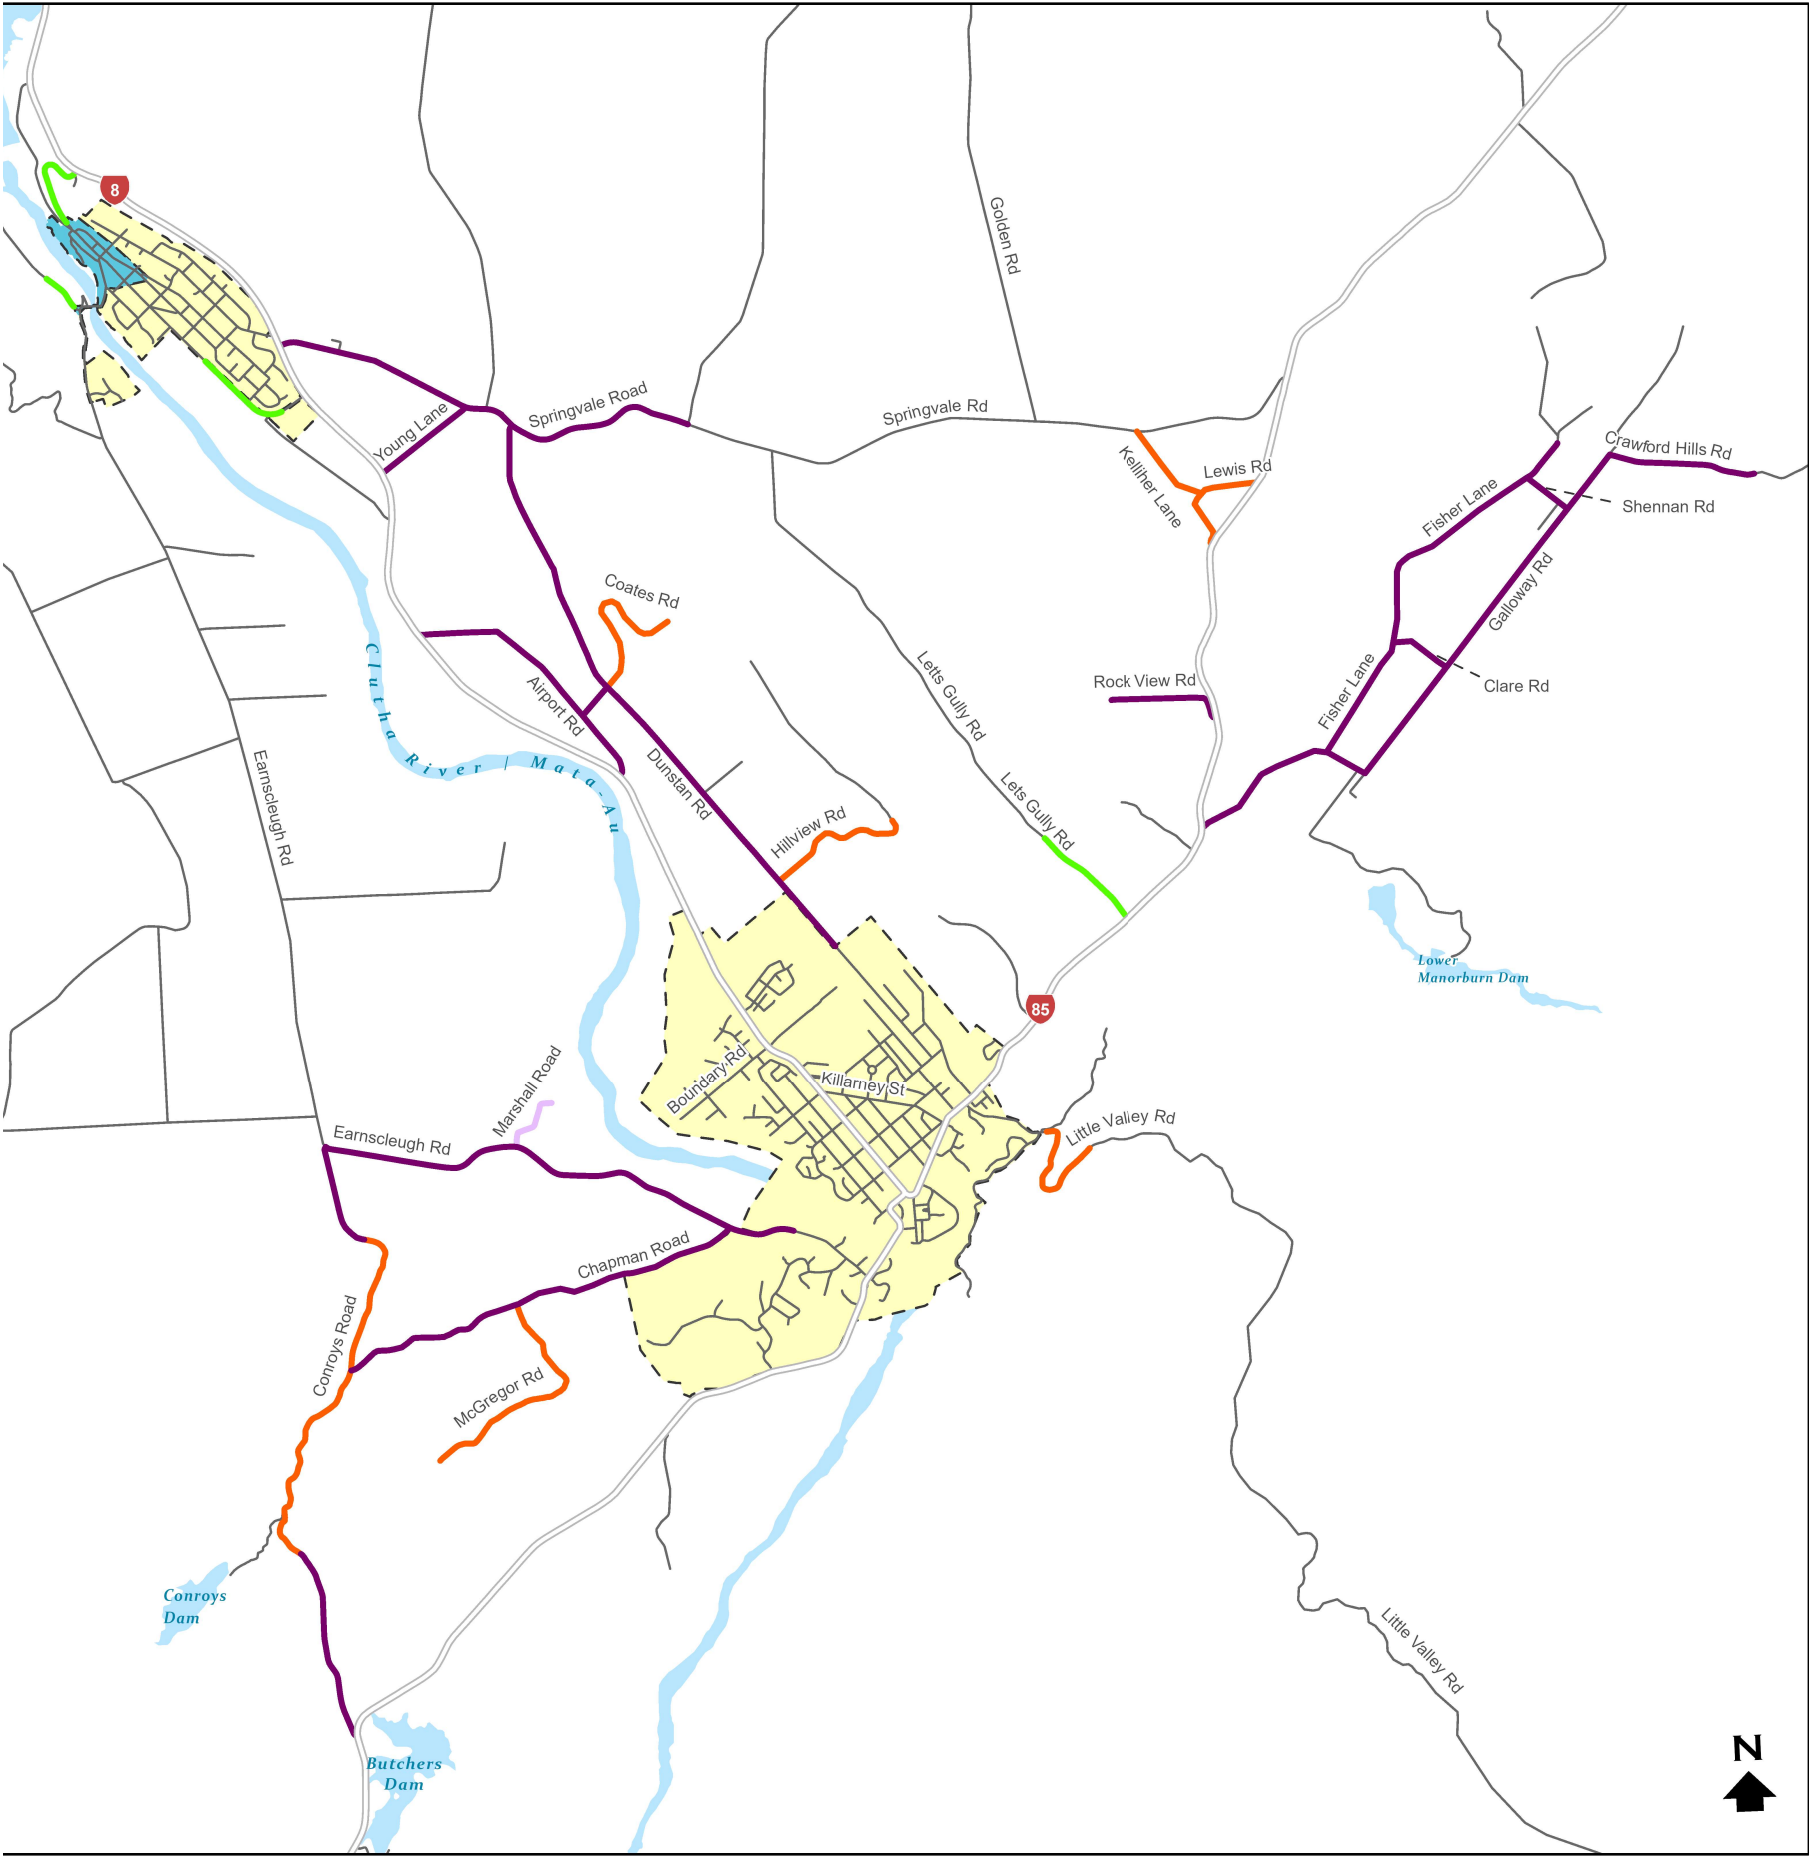 8
Golden Rd
Springvale Road
Springvale Rd
Young Lane
Kelliher Lane
Lewis Rd
Crawford Hills Rd
Fisher Lane
Shennan Rd
Galloway Rd
Coates Rd
Clutha River | Mata-Au
Airport Rd
Letts Gully Rd
Rock View Rd
Fisher Lane
Clare Rd
Earnscleugh Rd
Dunstan Rd
Hillview Rd
Lets Gully Rd
Lower
Manorburn Dam
85
Boundary Rd
Killarney St
Marshall Road
Earnscleugh Rd
Little Valley Rd
Chapman Road
Conroys Road
McGregor Rd
Conroys
Dam
Little Valley Rd
Butchers
Dam
N